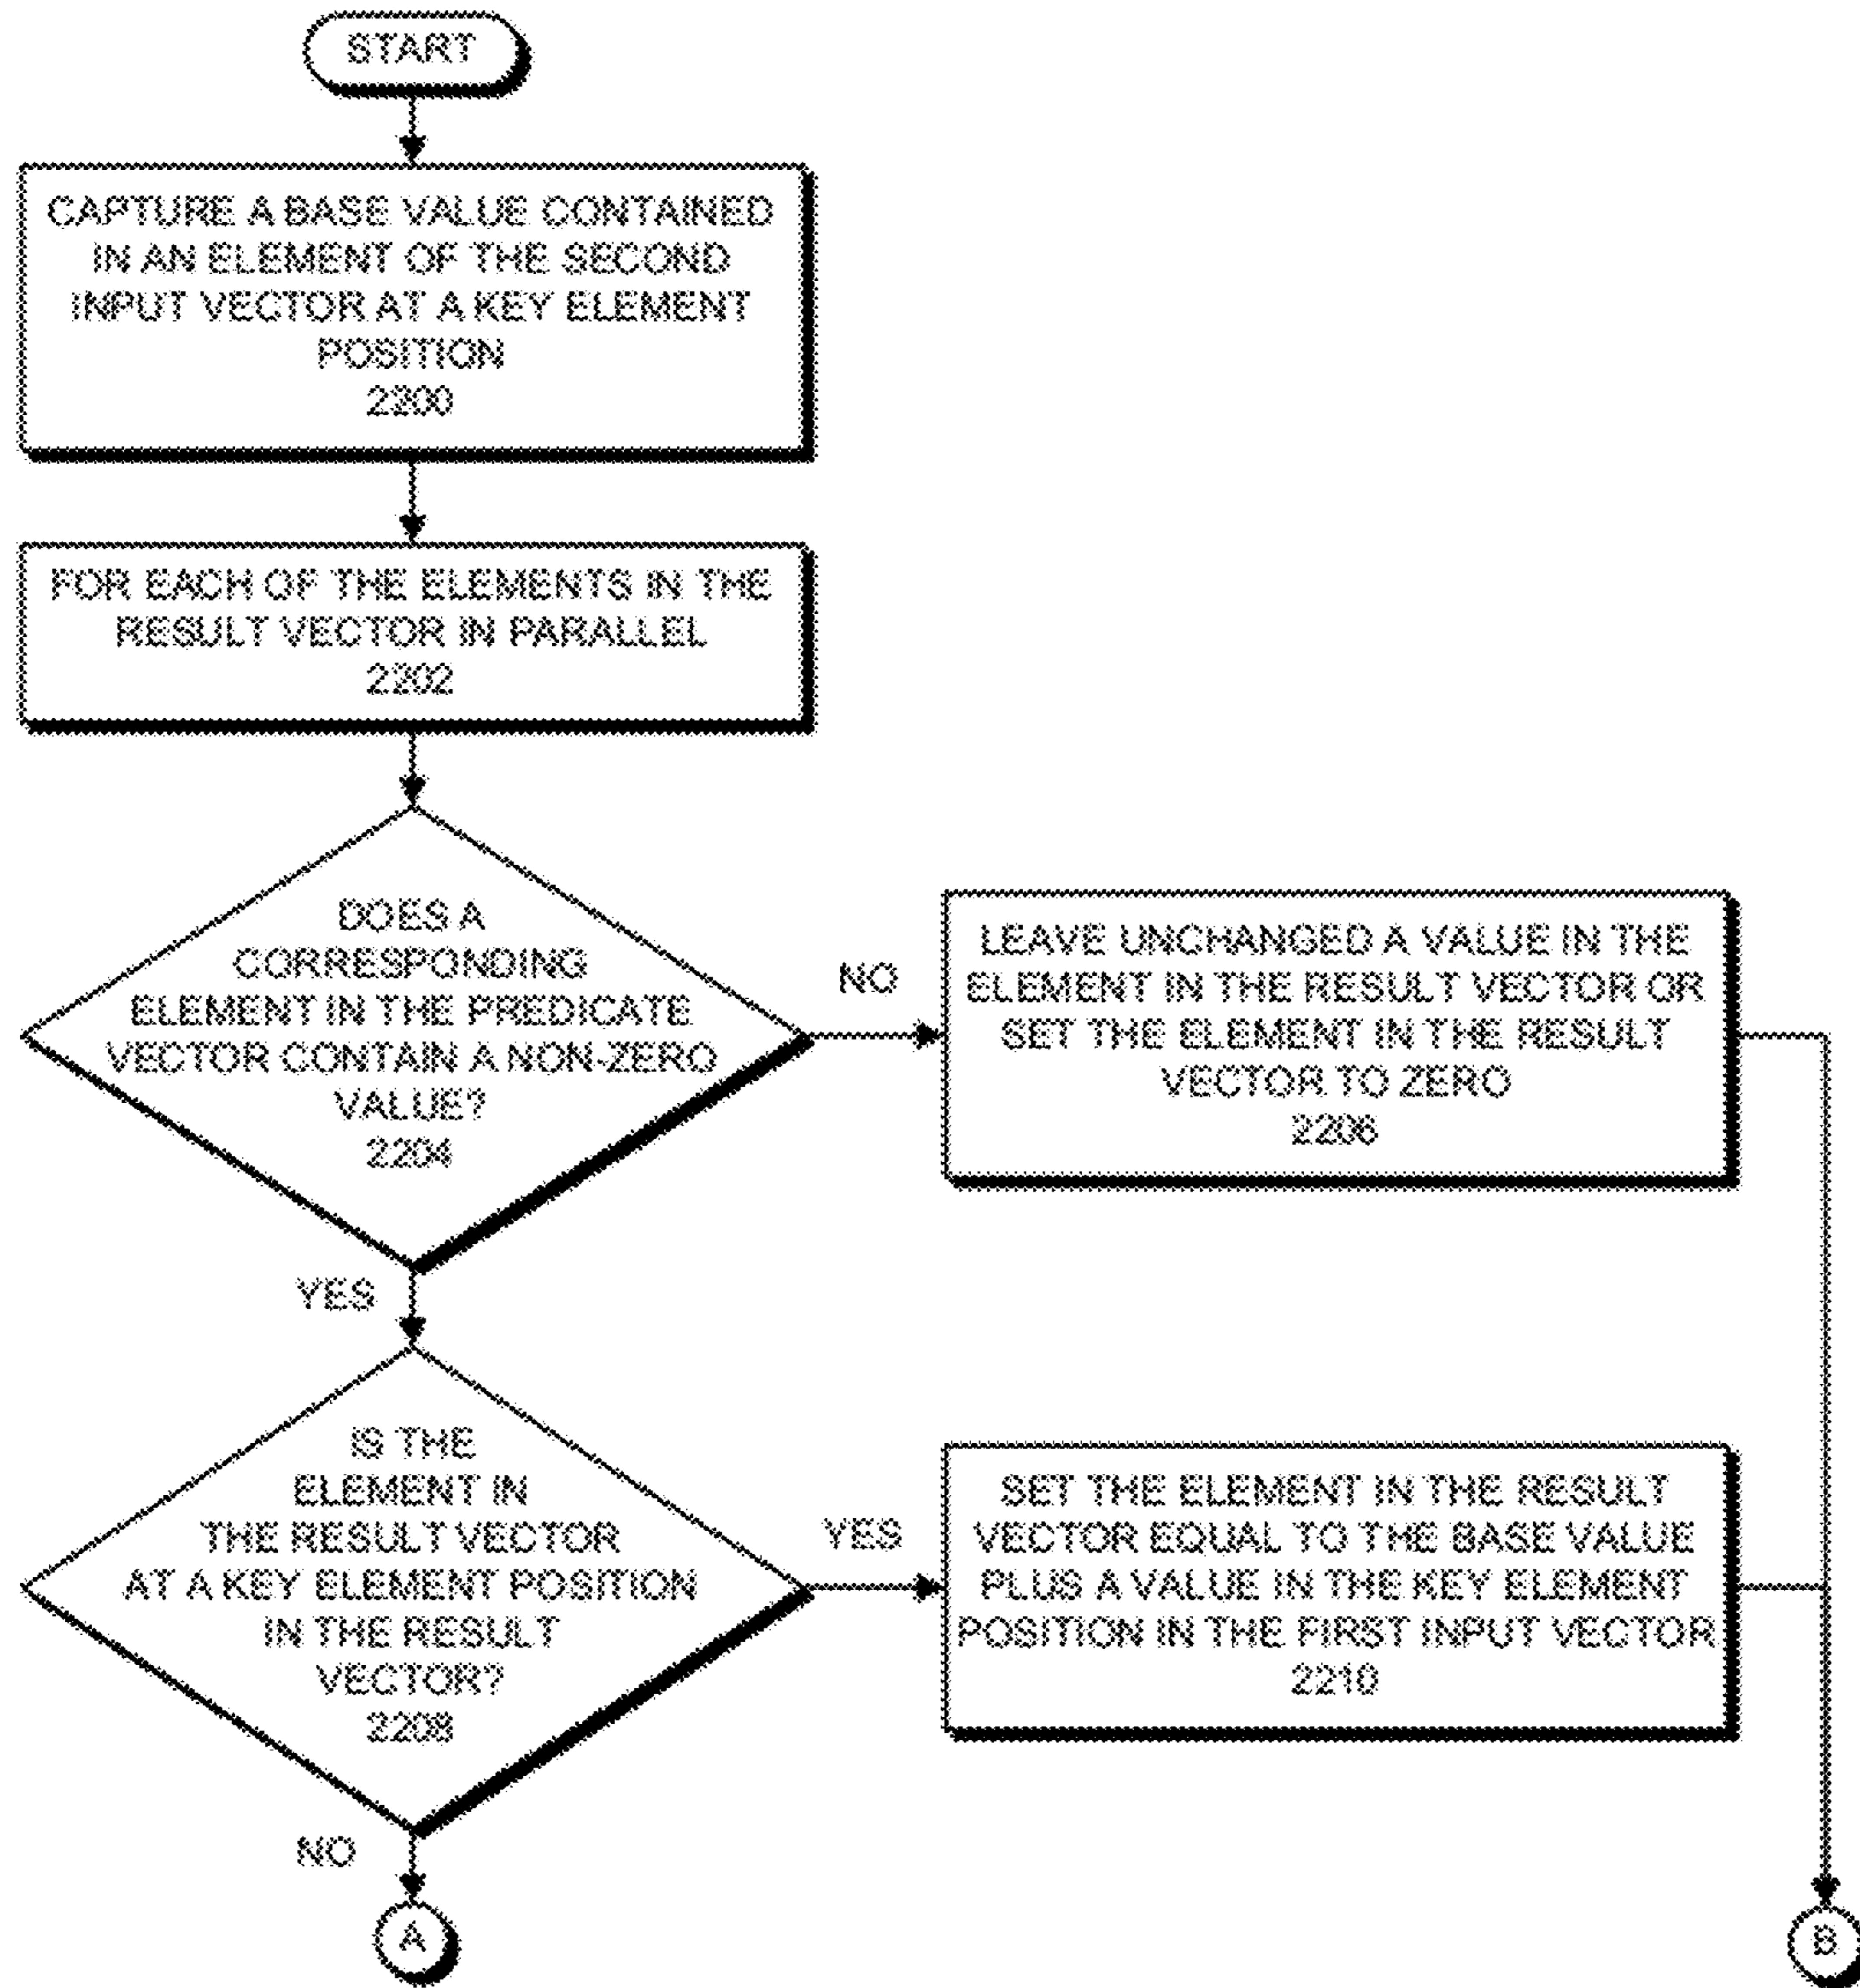 START
CAPTURE A BASE VALUE CONTAINED
IN AN ELEMENT OF THE SECOND
INPUT VECTOR AT A KEY ELEMENT
POSITION
2200
FOR EACH OF THE ELEMENTS IN THE
RESULT VECTOR IN PARALLEL
2202
DOES A
CORRESPONDING
ELEMENT IN THE PREDICATE
VECTOR CONTAIN A NON-ZERO
VALUE?
2204
NO
LEAVE UNCHANGED A VALUE IN THE
ELEMENT IN THE RESULT VECTOR OR
SET THE ELEMENT IN THE RESULT
VECTOR TO ZERO
2206
YES
IS THE
ELEMENT IN
THE RESULT VECTOR
AT A KEY ELEMENT POSITION
IN THE RESULT
VECTOR?
2208
YES
SET THE ELEMENT IN THE RESULT
VECTOR EQUAL TO THE BASE VALUE
PLUS A VALUE IN THE KEY ELEMENT
POSITION IN THE FIRST INPUT VECTOR
2210
NO
A
B